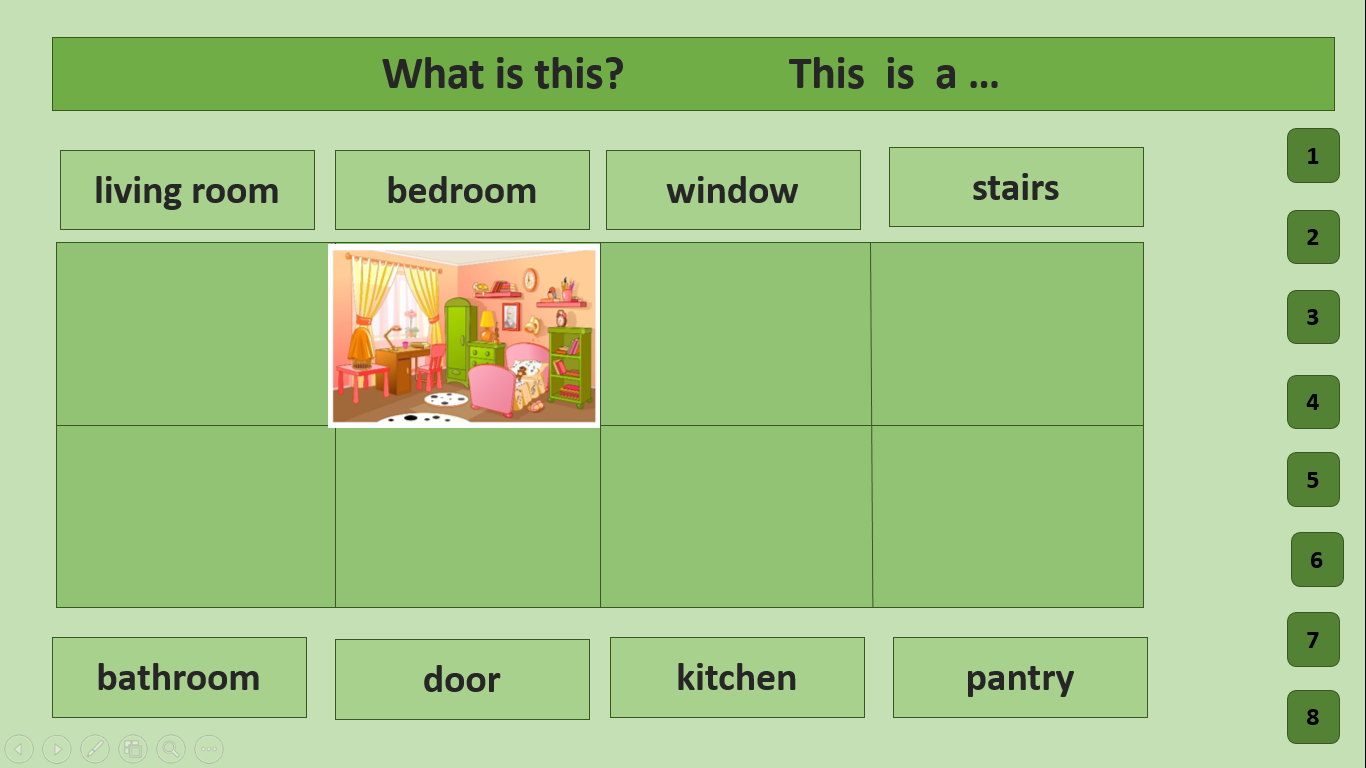 What is this? This is a ...
living room
bedroom
window
stairs
bathroom
door
kitchen
pantry
1
2
3
4
5
6
7
8